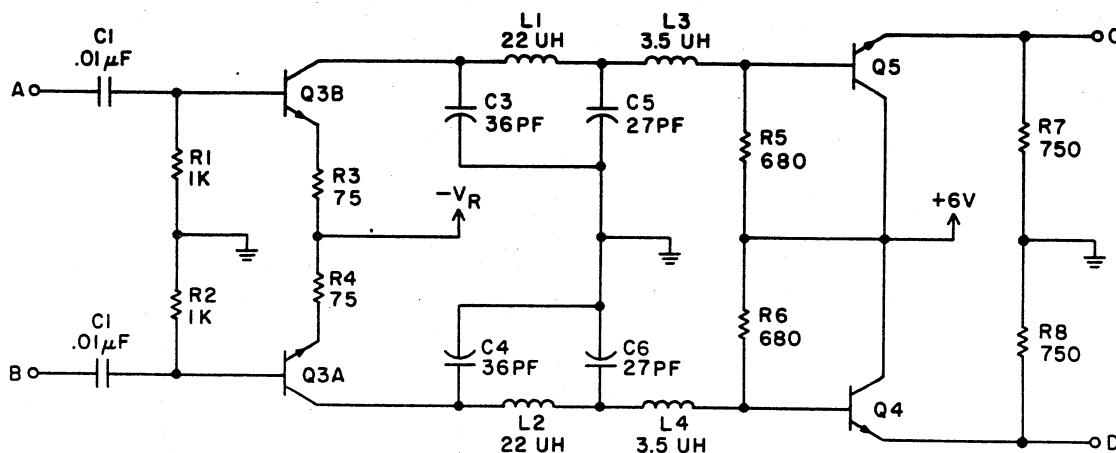 L1
22 UH
L3
3.5 UH
C1
.01μF
A
Q3B
C3
36PF
C5
27PF
Q5
C
R1
1K
R3
75
-VR
R5
680
+6V
R7
750
R2
1K
R4
75
C1
.01μF
B
Q3A
C4
36PF
C6
27PF
R6
680
Q4
R8
750
L2
22 UH
L4
3.5 UH
D